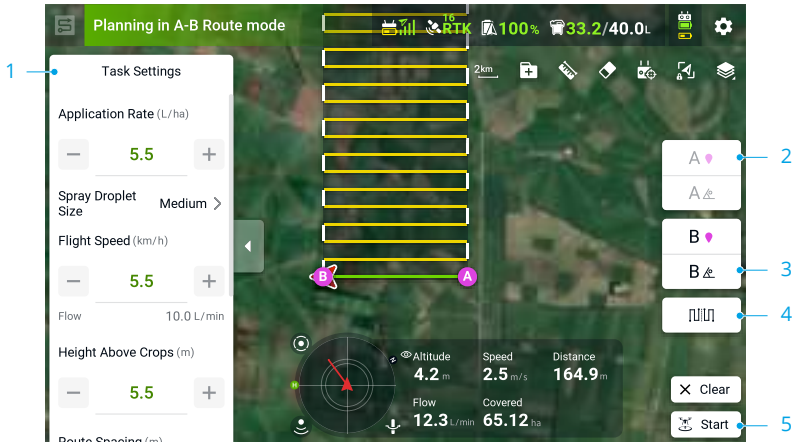 Planning in A-B Route mode
16
RTK
100%
33.2/40.0L
1
Task Settings
2km
Application Rate (L/ha)
5.5
A
2
A
Spray Droplet
Size
Medium
Flight Speed (km/h)
B
B
3
5.5
Flow
10.0 L/min
4
Height Above Crops (m)
5.5
B
A
N
H
Altitude
4.2 m
Speed
2.5 m/s
Distance
164.9 m
Flow
12.3 L/min
Covered
65.12 ha
Clear
Start
5
Route Spacing (m)